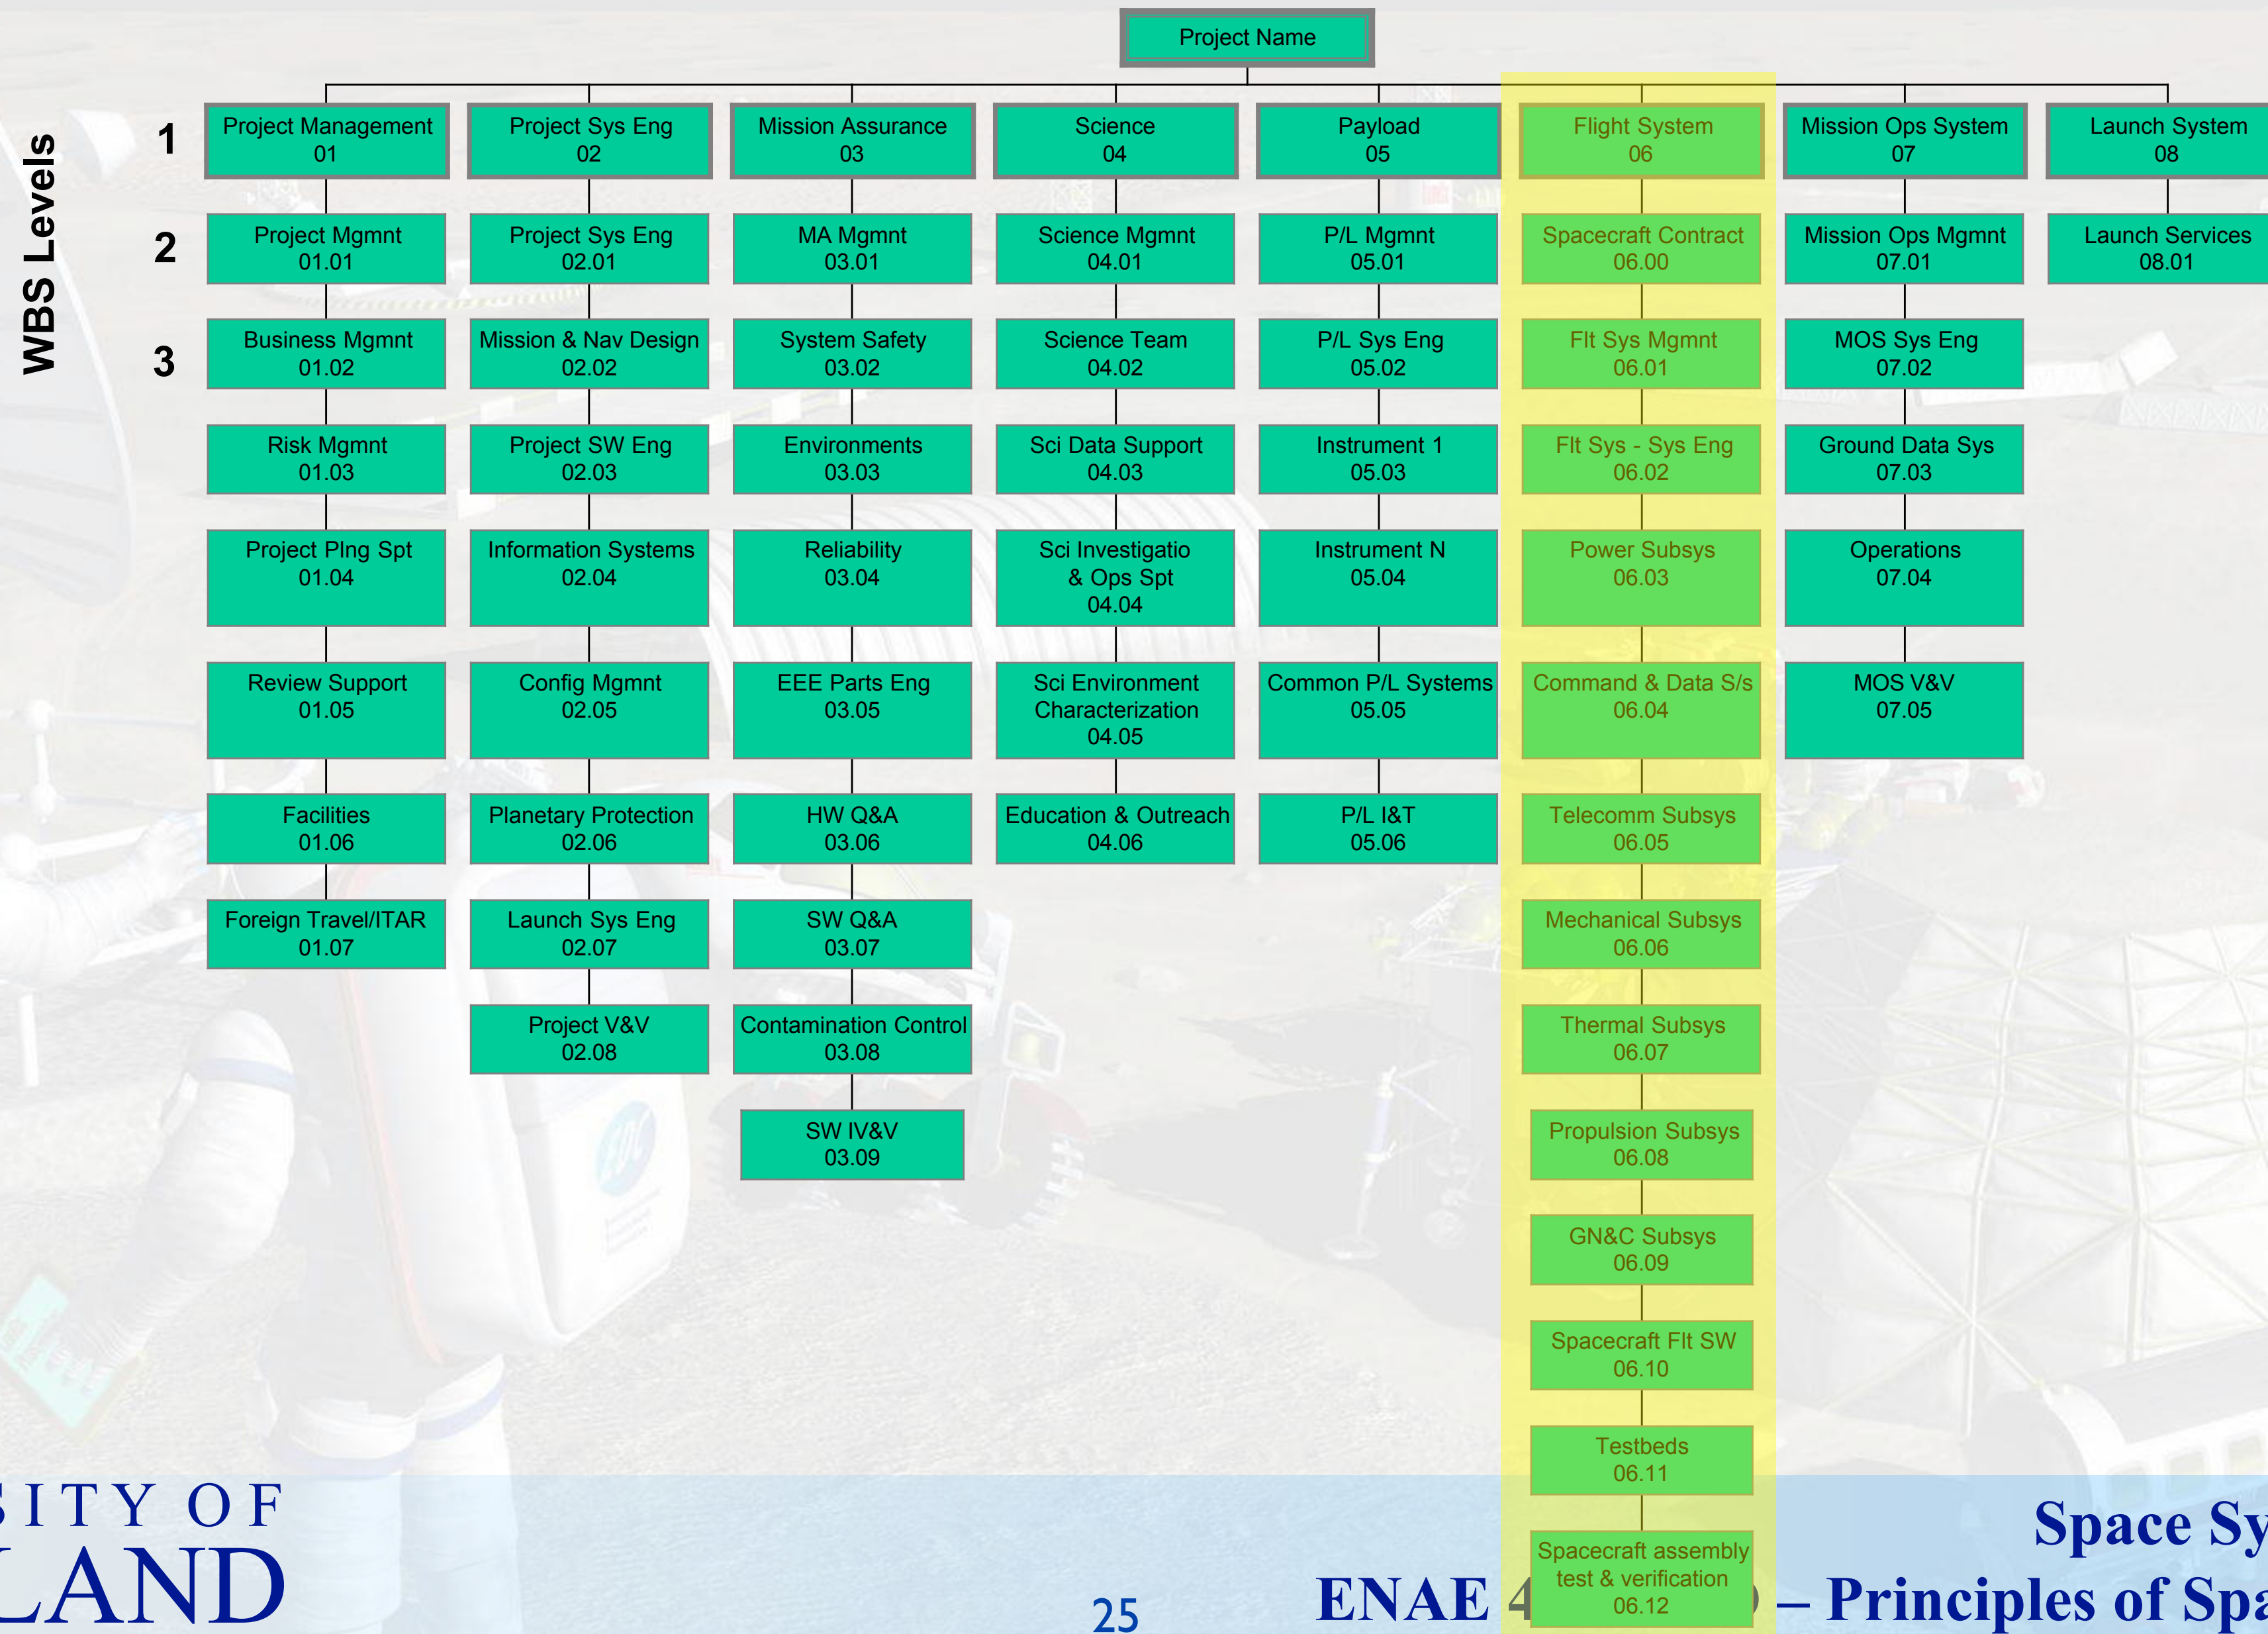 Project Name
WBS Levels
1
2
3
Project Management
01
Project Sys Eng
02
Mission Assurance
03
Science
04
Payload
05
Flight System
06
Mission Ops System
07
Launch System
08
Project Mgmnt
01.01
Project Sys Eng
02.01
MA Mgmnt
03.01
Science Mgmnt
04.01
P/L Mgmnt
05.01
Spacecraft Contract
06.00
Mission Ops Mgmnt
07.01
Launch Services
08.01
Business Mgmnt
01.02
Mission & Nav Design
02.02
System Safety
03.02
Science Team
04.02
P/L Sys Eng
05.02
Flt Sys Mgmnt
06.01
MOS Sys Eng
07.02
Risk Mgmnt
01.03
Project SW Eng
02.03
Environments
03.03
Sci Data Support
04.03
Instrument 1
05.03
Flt Sys - Sys Eng
06.02
Ground Data Sys
07.03
Project Plng Spt
01.04
Information Systems
02.04
Reliability
03.04
Sci Investigatio
& Ops Spt
04.04
Instrument N
05.04
Power Subsys
06.03
Operations
07.04
Review Support
01.05
Config Mgmnt
02.05
EEE Parts Eng
03.05
Sci Environment
Characterization
04.05
Common P/L Systems
05.05
Command & Data S/s
06.04
MOS V&V
07.05
Facilities
01.06
Planetary Protection
02.06
HW Q&A
03.06
Education & Outreach
04.06
P/L I&T
05.06
Telecomm Subsys
06.05
Foreign Travel/ITAR
01.07
Launch Sys Eng
02.07
SW Q&A
03.07
Mechanical Subsys
06.06
Project V&V
02.08
Contamination Control
03.08
Thermal Subsys
06.07
SW IV&V
03.09
Propulsion Subsys
06.08
GN&C Subsys
06.09
Spacecraft Flt SW
06.10
Testbeds
06.11
Spacecraft assembly
test & verification
06.12
SITY OF
LAND
25
Space Sy
ENAE 4 – Principles of Spa